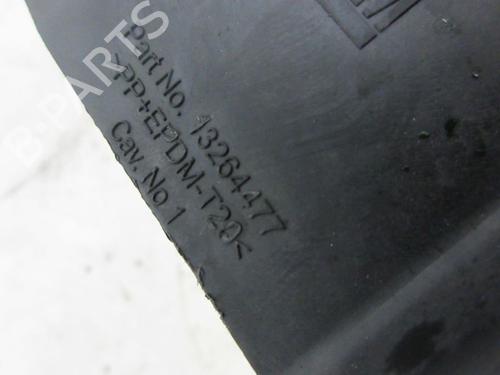 Part No. 13264477
>PP+EPDM-T20<
Cav. No.1
B-PARTS